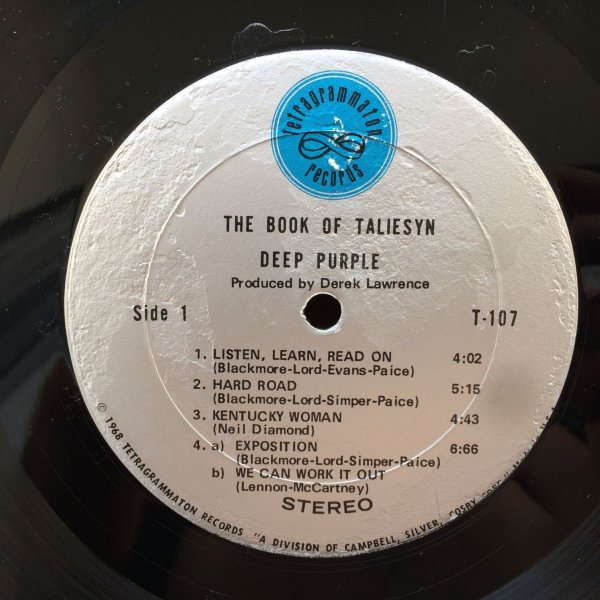 tetragrammaton
records
THE BOOK OF TALIESYN
DEEP PURPLE
Produced by Derek Lawrence
Side 1
T-107
1. LISTEN, LEARN, READ ON 4:02
(Blackmore-Lord-Evans-Paice)
2. HARD ROAD 5:15
(Blackmore-Lord-Simper-Paice)
3. KENTUCKY WOMAN 4:43
(Neil Diamond)
4. a) EXPOSITION 6:66
(Blackmore-Lord-Simper-Paice)
b) WE CAN WORK IT OUT
(Lennon-McCartney)
STEREO
© 1968 TETRAGRAMMATON RECORDS "A DIVISION OF CAMPBELL, SILVER, COSBY